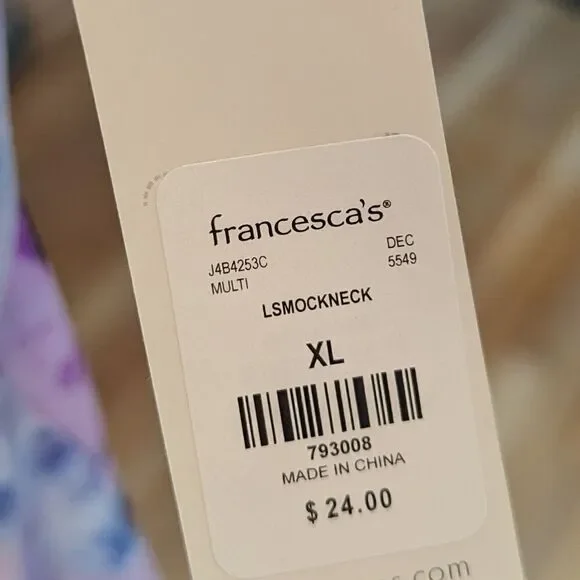 francesca's®
J4B4253C DEC
MULTI 5549
LSMOCKNECK
XL
793008
MADE IN CHINA
$ 24.00
s.com